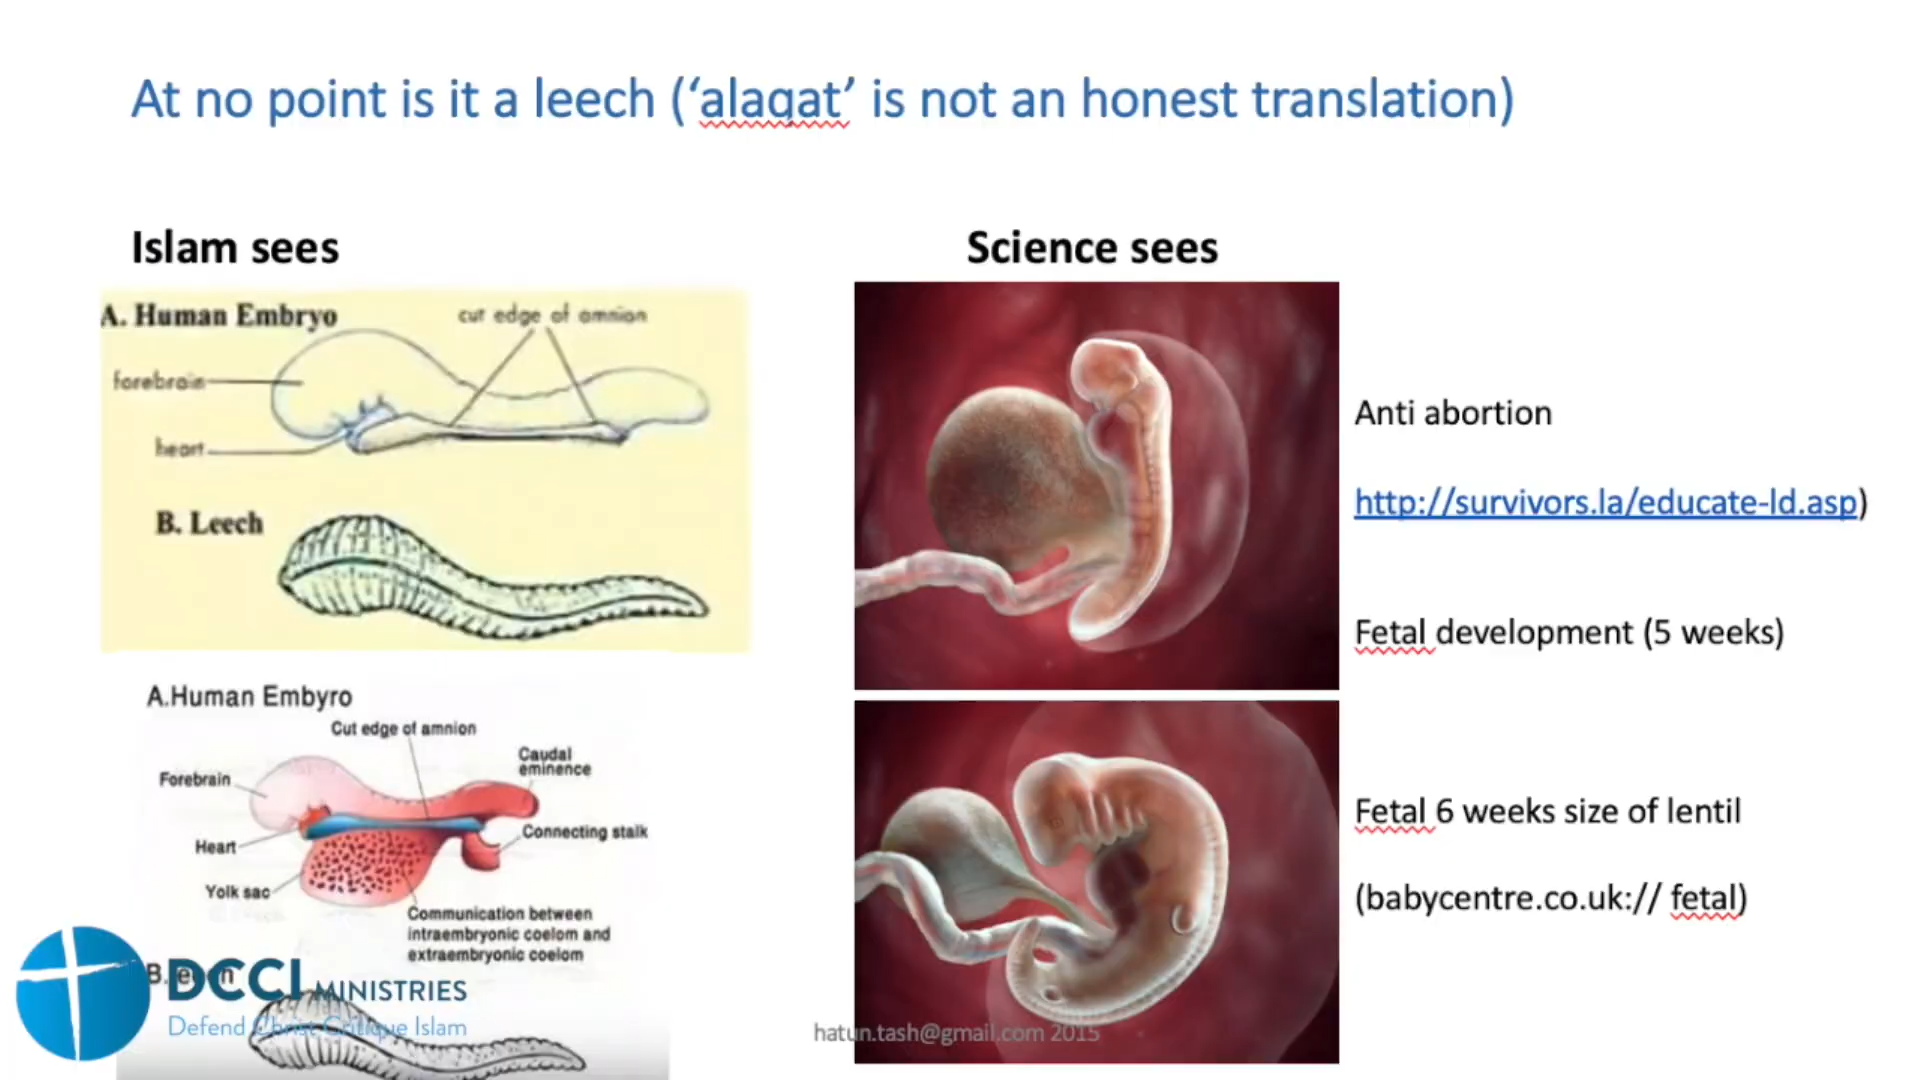 At no point is it a leech (‘alaqat’ is not an honest translation)
Islam sees
A. Human Embryo
cut edge of amnion
forebrain
heart
B. Leech
A.Human Embyro
Cut edge of amnion
Caudal
eminence
Forebrain
Connecting stalk
Heart
Yolk sac
Communication between
intraembryonic coelom and
extraembryonic coelom
DCCI MINISTRIES
Defend Christ Critique Islam
Science sees
Anti abortion
http://survivors.la/educate-ld.asp)
Fetal development (5 weeks)
Fetal 6 weeks size of lentil
(babycentre.co.uk:// fetal)
hatun.tash@gmail.com 2015